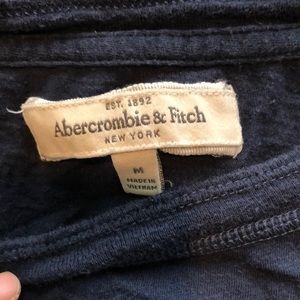 EST. 1892
Abercrombie & Fitch
NEW YORK
M
MADE IN
VIETNAM